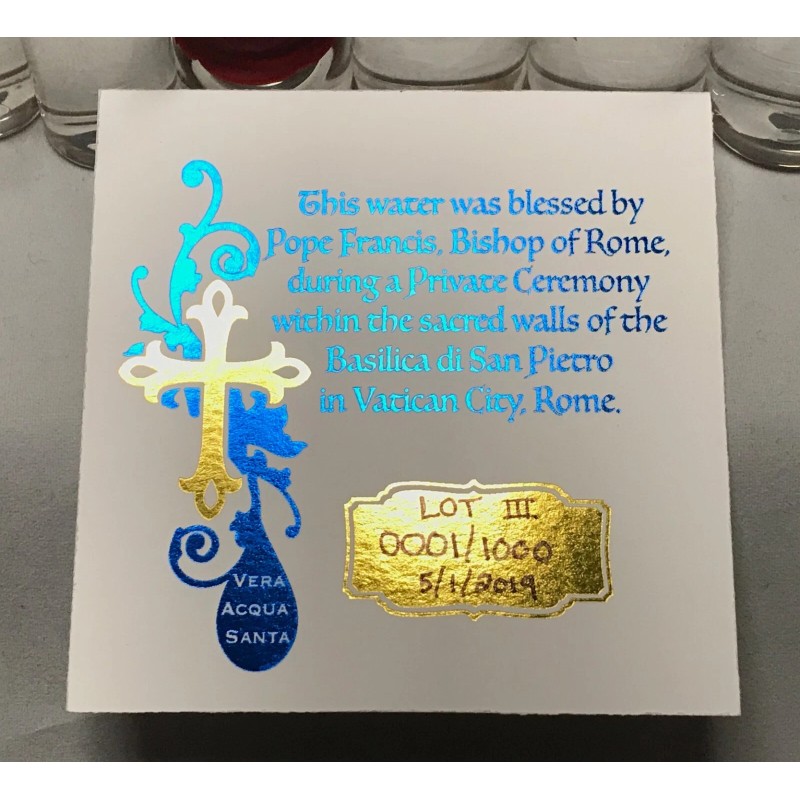 This water was blessed by
Pope Francis, Bishop of Rome,
during a Private Ceremony
within the sacred walls of the
Basilica di San Pietro
in Vatican City, Rome.
LOT III.
0001/1000
5/1/2019
VERA
ACQUA
SANTA